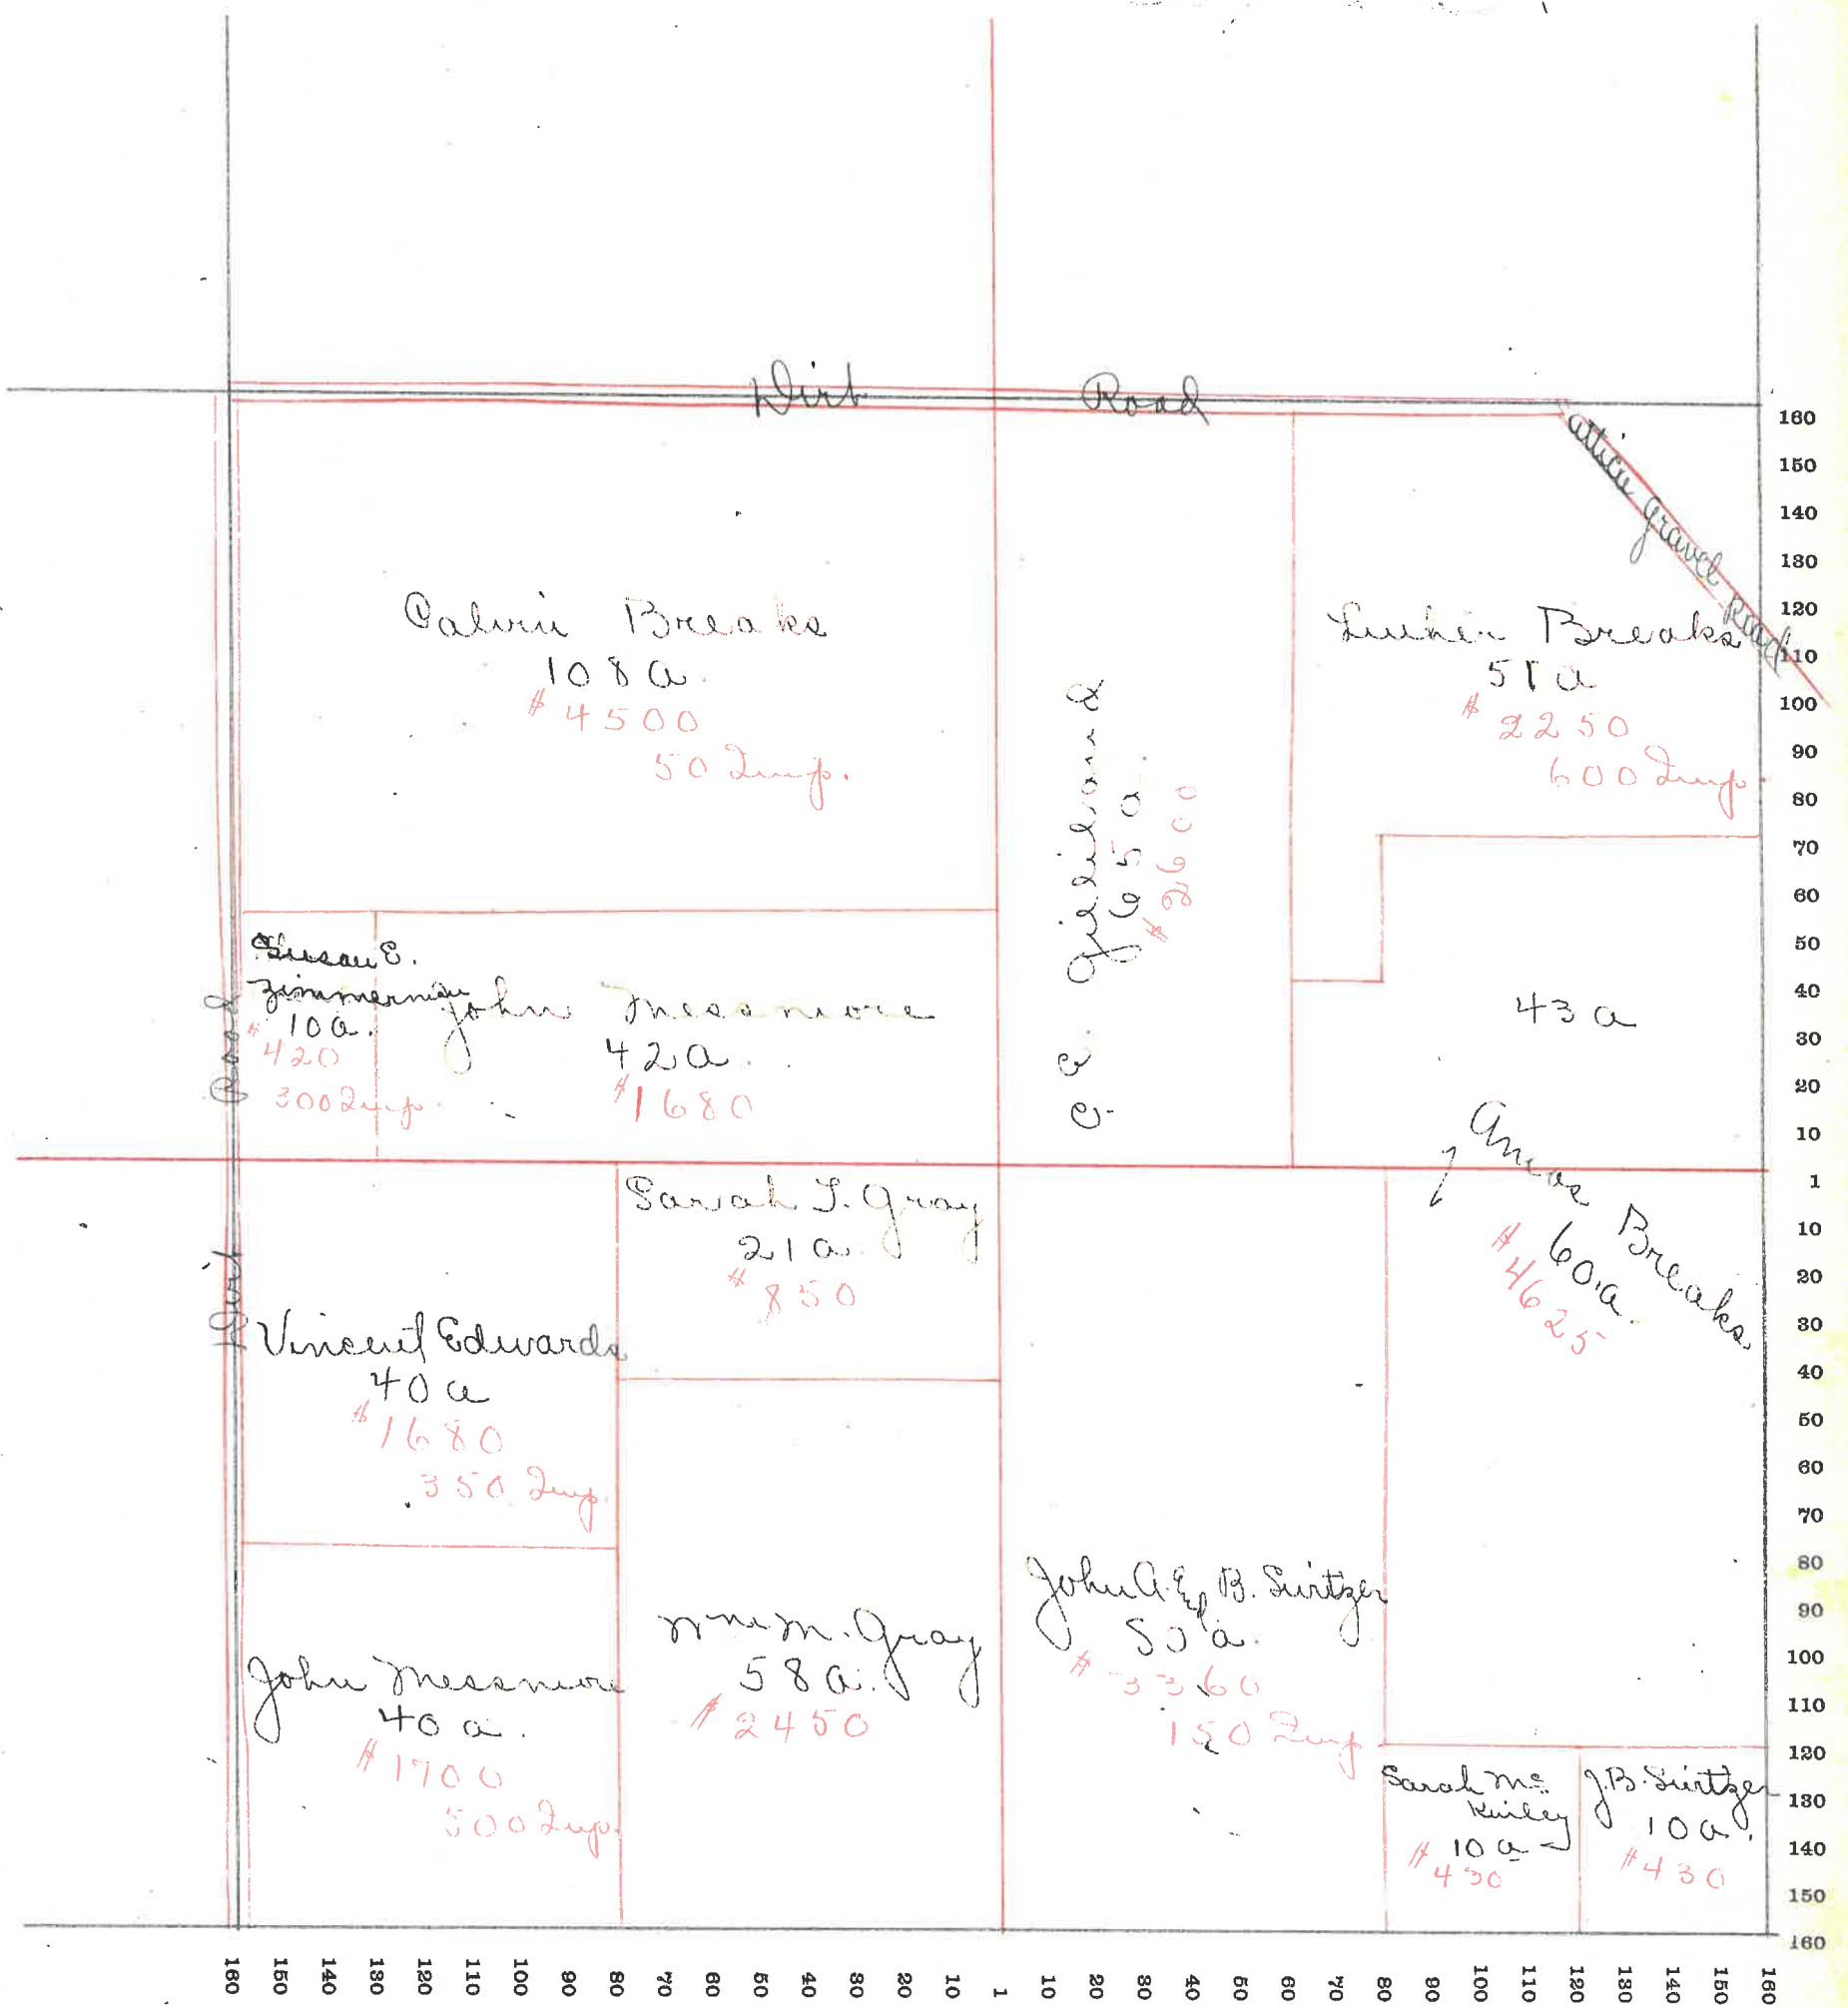 Dirt Road
Attica Gravel Road
Calvin Breaks
108 a
$4500
50 Imp.
Luther Breaks
51 a
$2250
600 Imp
65 a
$2600
Susan E.
Zimmerman
10 a.
$420
300 Imp
John Messmore
42 a.
$1680
43 a
Amos Breaks
60 a.
$4625
Dirt Road
Sarah T. Gray
21 a
$850
Vincent Edwards
40 a
$1680
350 Imp
John Messmore
40 a.
$1700
500 Imp.
Wm M. Gray
58 a.
$2450
John A. & B. Switzer
80 a.
$3360
150 Imp
Sarah Mc
Kinley
10 a
$430
J. B. Switzer
10 a.
$430
160
150
140
130
120
110
100
90
80
70
60
50
40
30
20
10
1
10
20
30
40
50
60
70
80
90
100
110
120
130
140
150
160
160 150 140 130 120 110 100 90 80 70 60 50 40 30 20 10 1 10 20 30 40 50 60 70 80 90 100 110 120 130 140 150 160